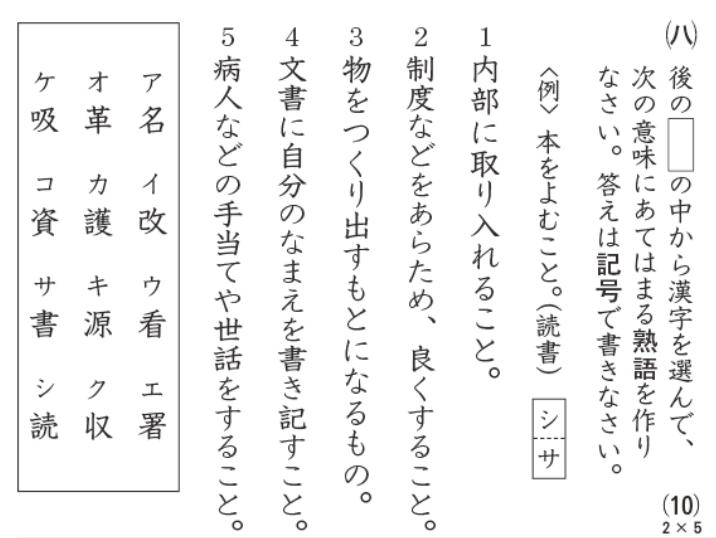 (八) 後の□の中から漢字を選んで、
次の意味にあてはまる熟語を作り
なさい。答えは記号で書きなさい。
(10)
2×5
〈例〉 本をよむこと。(読書) シ サ
1 内部に取り入れること。
2 制度などをあらため、良くすること。
3 物をつくり出すもとになるもの。
4 文書に自分のなまえを書き記すこと。
5 病人などの手当てや世話をすること。
ア 名 イ 改 ウ 看 エ 署
オ 革 カ 護 キ 源 ク 収
ケ 吸 コ 資 サ 書 シ 読